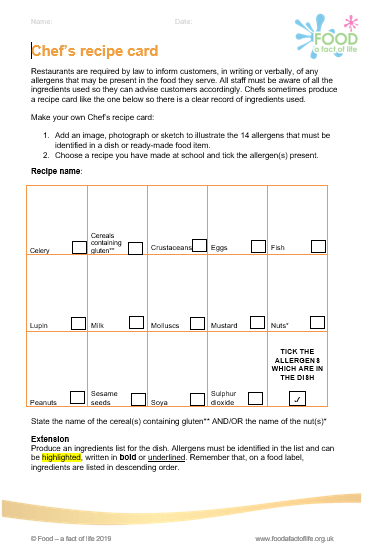 Name:
Date:
FOOD
a fact of life
Chef's recipe card
Restaurants are required by law to inform customers, in writing or verbally, of any
allergens that may be present in the food they serve. All staff must be aware of all the
ingredients used so they can advise customers accordingly. Chefs sometimes produce
a recipe card like the one below so there is a clear record of ingredients used.
Make your own Chef's recipe card:
1. Add an image, photograph or sketch to illustrate the 14 allergens that must be
identified in a dish or ready-made food item.
2. Choose a recipe you have made at school and tick the allergen(s) present.
Recipe name:
Celery
Cereals
containing
gluten**
Crustaceans
Eggs
Fish
Lupin
Milk
Molluscs
Mustard
Nuts*
Peanuts
Sesame
seeds
Soya
Sulphur
dioxide
TICK THE
ALLERGENS
WHICH ARE IN
THE DISH
✓
State the name of the cereal(s) containing gluten** AND/OR the name of the nut(s)*
Extension
Produce an ingredients list for the dish. Allergens must be identified in the list and can
be highlighted, written in bold or underlined. Remember that, on a food label,
ingredients are listed in descending order.
© Food – a fact of life 2019
www.foodafactoflife.org.uk